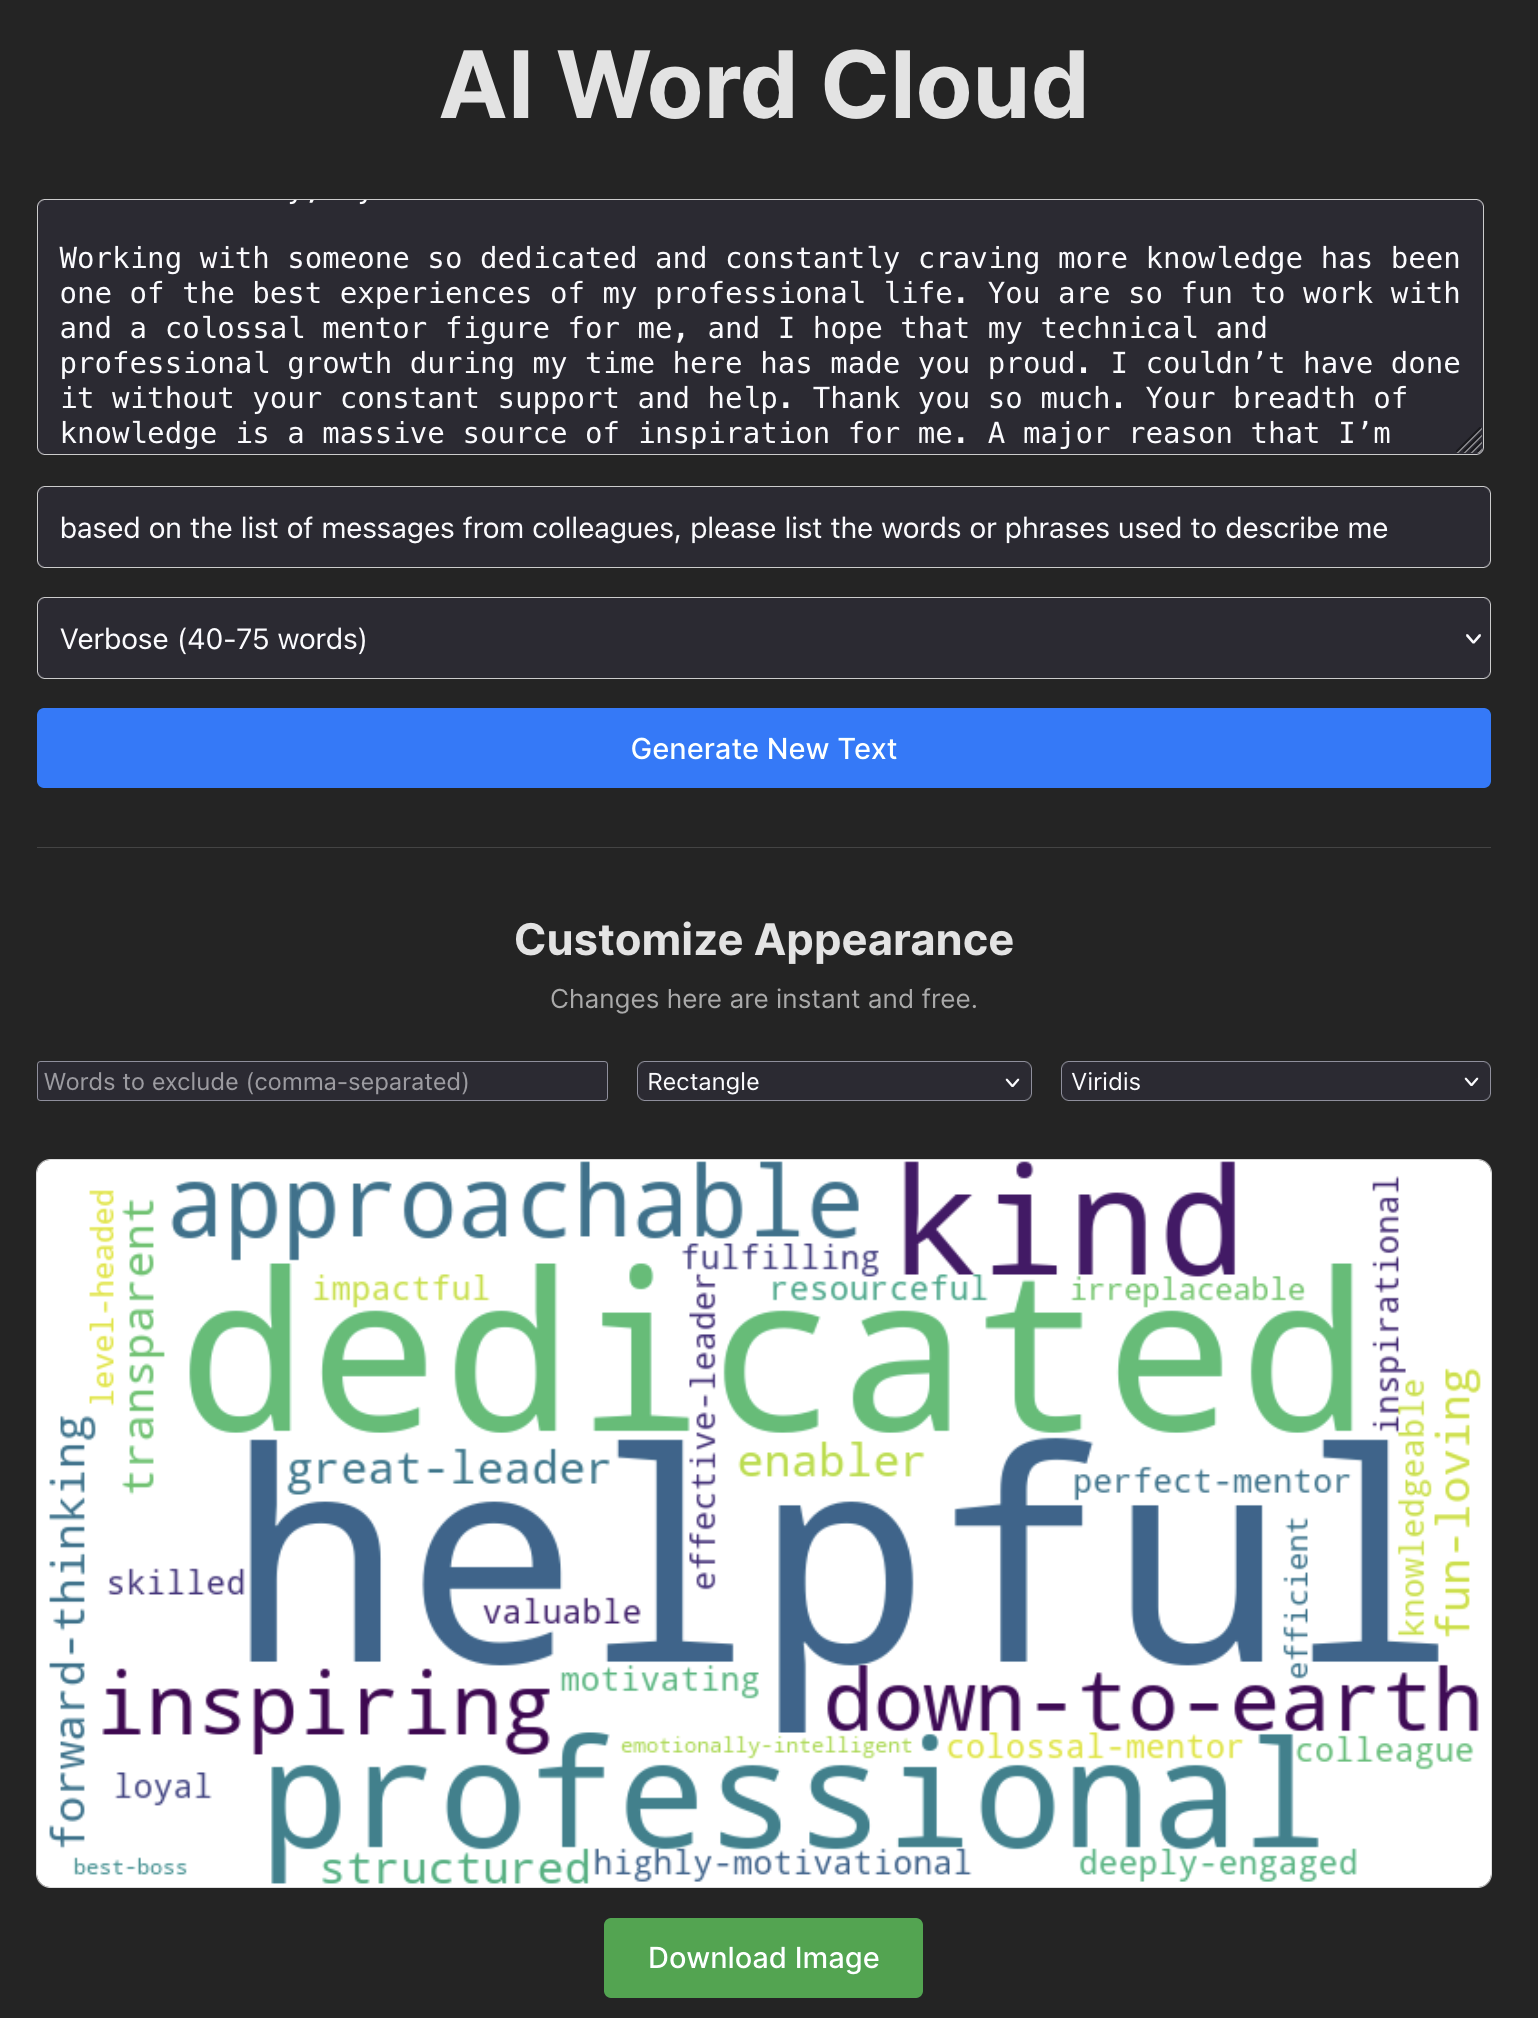 AI Word Cloud
Working with someone so dedicated and constantly craving more knowledge has been
one of the best experiences of my professional life. You are so fun to work with
and a colossal mentor figure for me, and I hope that my technical and
professional growth during my time here has made you proud. I couldn’t have done
it without your constant support and help. Thank you so much. Your breadth of
knowledge is a massive source of inspiration for me. A major reason that I’m
based on the list of messages from colleagues, please list the words or phrases used to describe me
Verbose (40-75 words)
Generate New Text
Customize Appearance
Changes here are instant and free.
Words to exclude (comma-separated)
Rectangle
Viridis
approachable
kind
level-headed
transparent
fulfilling
inspirational
impactful
resourceful
irreplaceable
dedicated
effective-leader
knowledgeable
fun-loving
forward-thinking
great-leader
enabler
perfect-mentor
helpful
skilled
valuable
efficient
inspiring
motivating
down-to-earth
emotionally-intelligent
colossal-mentor
colleague
loyal
professional
best-boss
structured
highly-motivational
deeply-engaged
Download Image